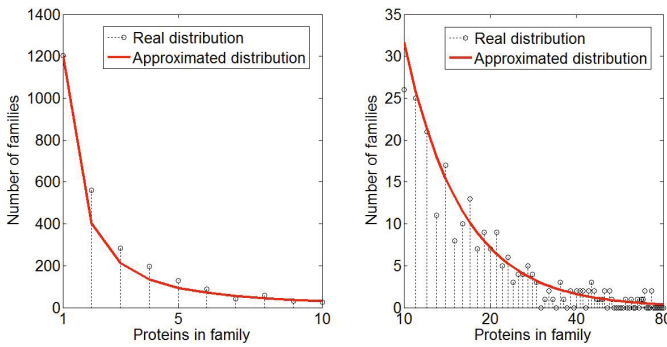 Number of families
1400
1200
1000
800
600
400
200
0
1
5
10
Proteins in family
Real distribution
Approximated distribution
Number of families
35
30
25
20
15
10
5
0
10
20
40
80
Proteins in family
Real distribution
Approximated distribution